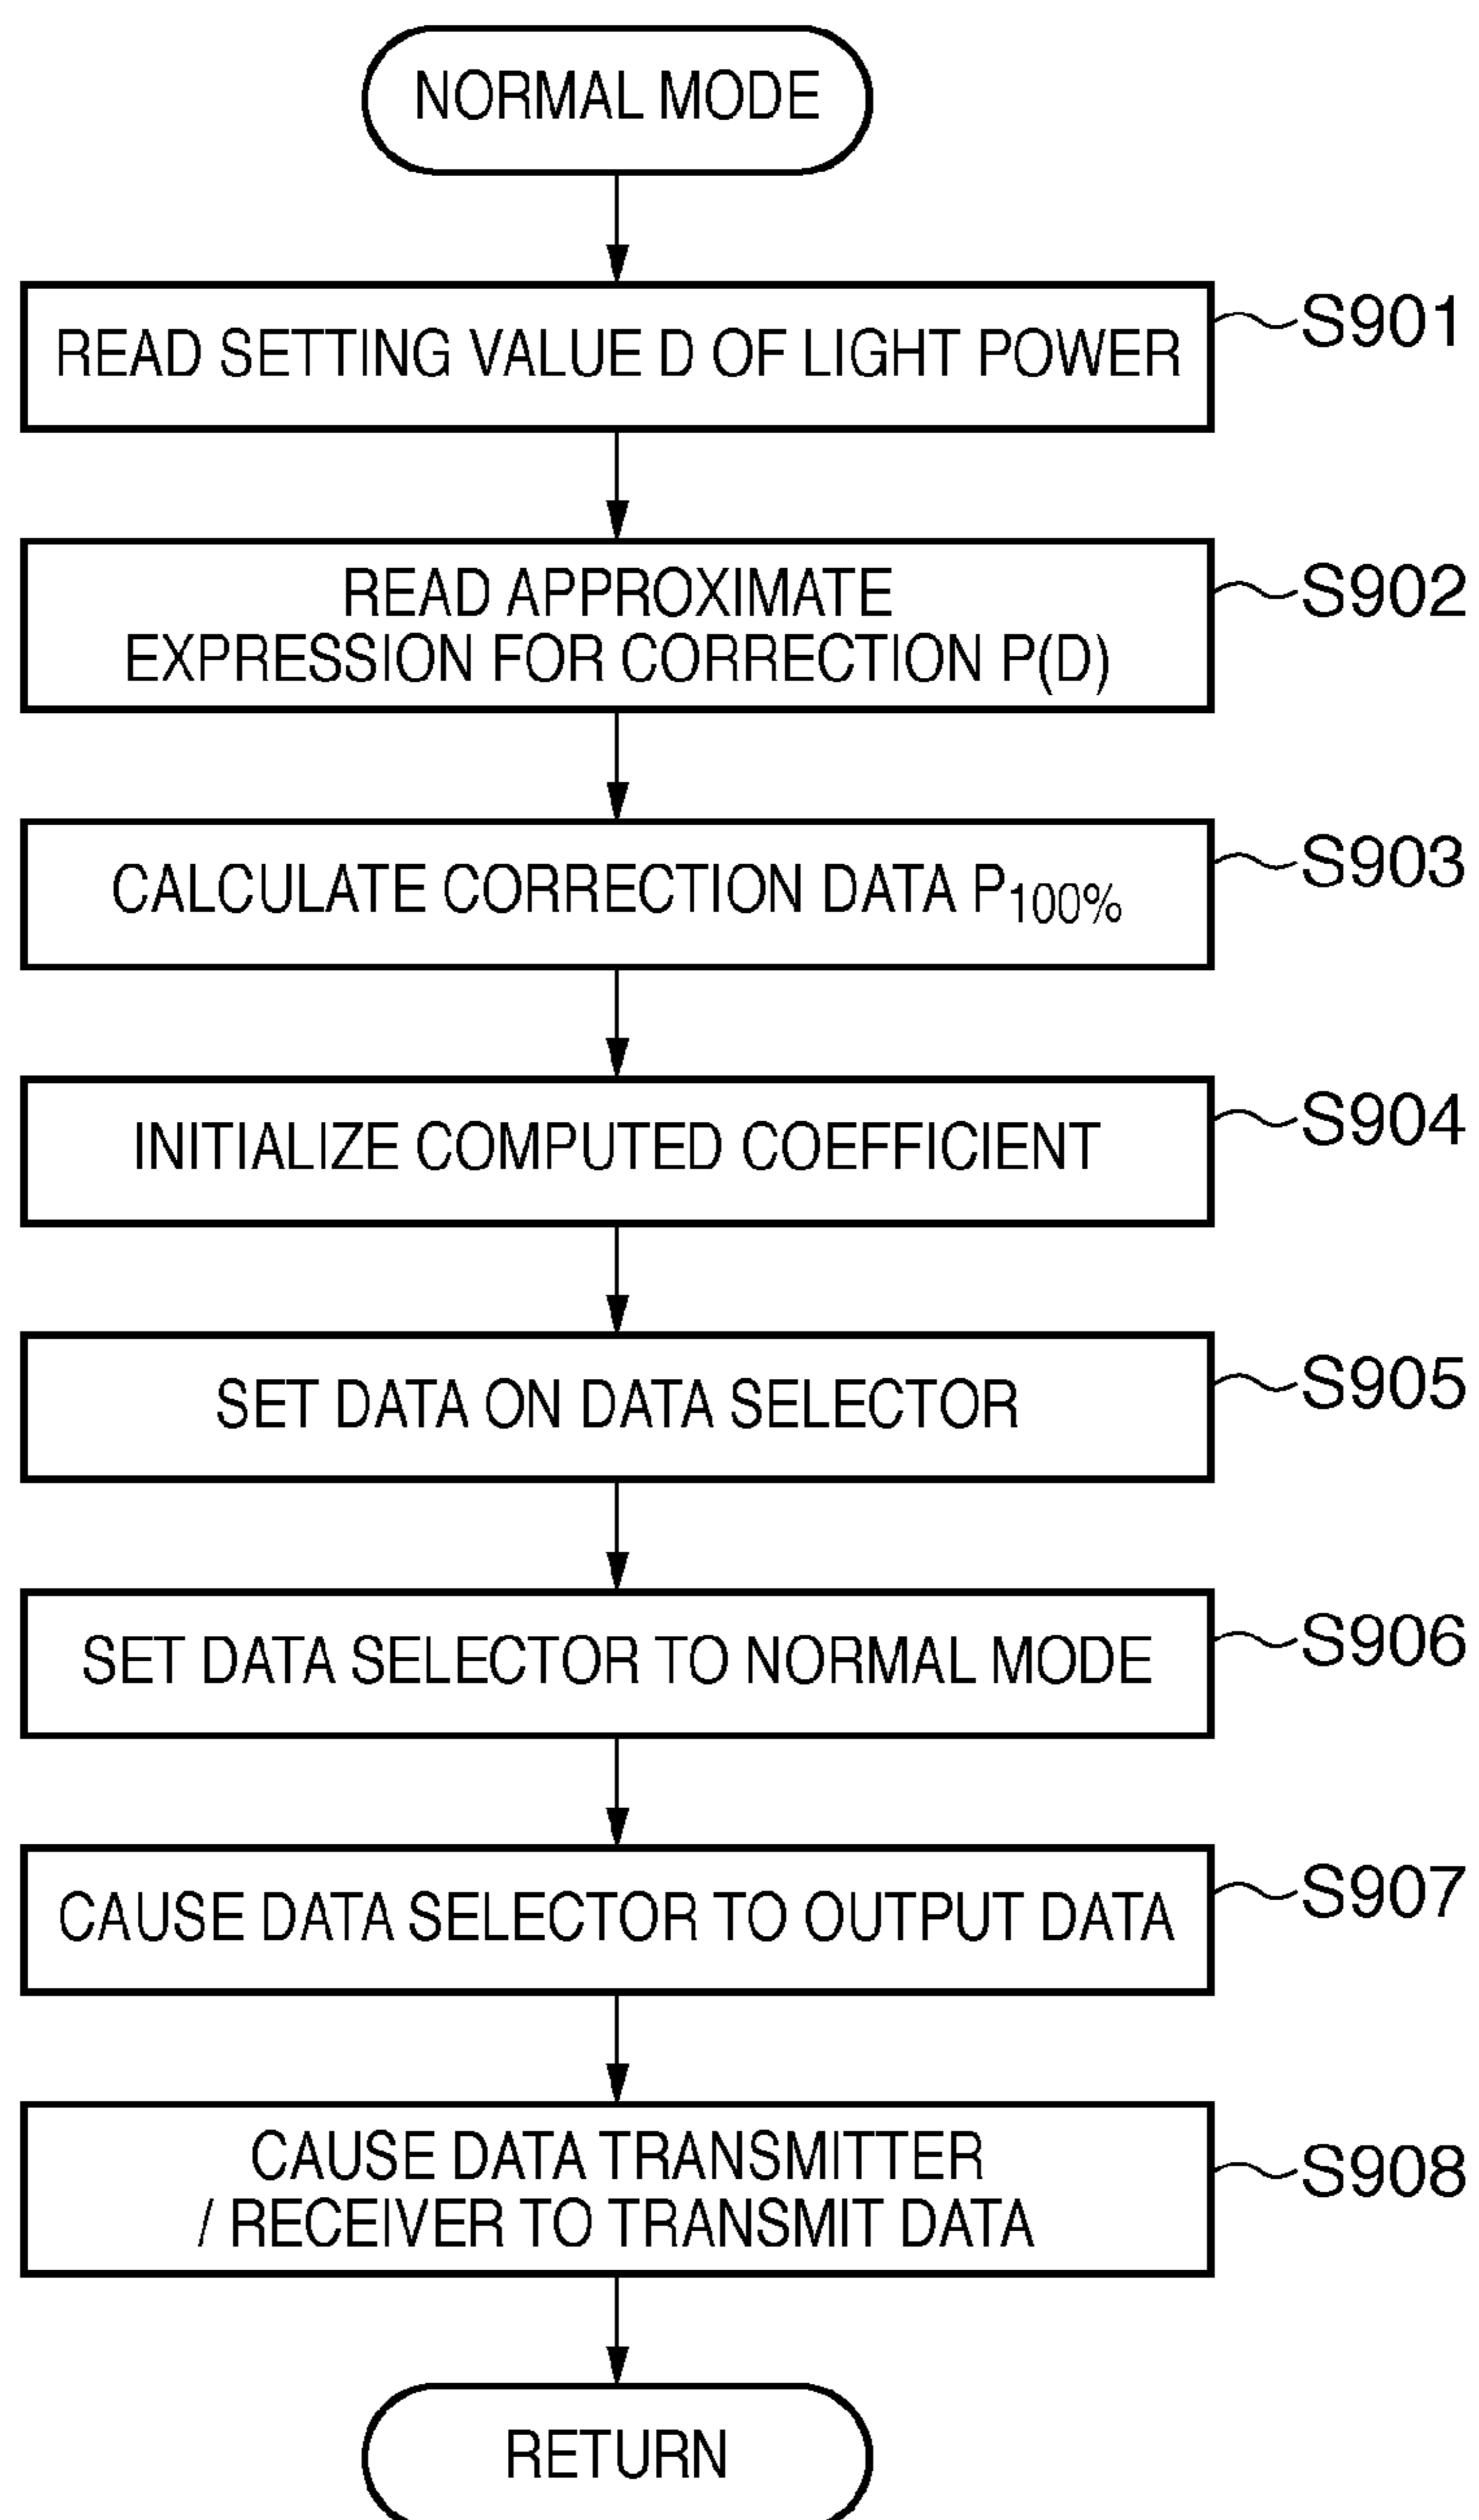 NORMAL MODE
READ SETTING VALUE D OF LIGHT POWER
S901
READ APPROXIMATE
EXPRESSION FOR CORRECTION P(D)
S902
CALCULATE CORRECTION DATA P100%
S903
INITIALIZE COMPUTED COEFFICIENT
S904
SET DATA ON DATA SELECTOR
S905
SET DATA SELECTOR TO NORMAL MODE
S906
CAUSE DATA SELECTOR TO OUTPUT DATA
S907
CAUSE DATA TRANSMITTER
/ RECEIVER TO TRANSMIT DATA
S908
RETURN